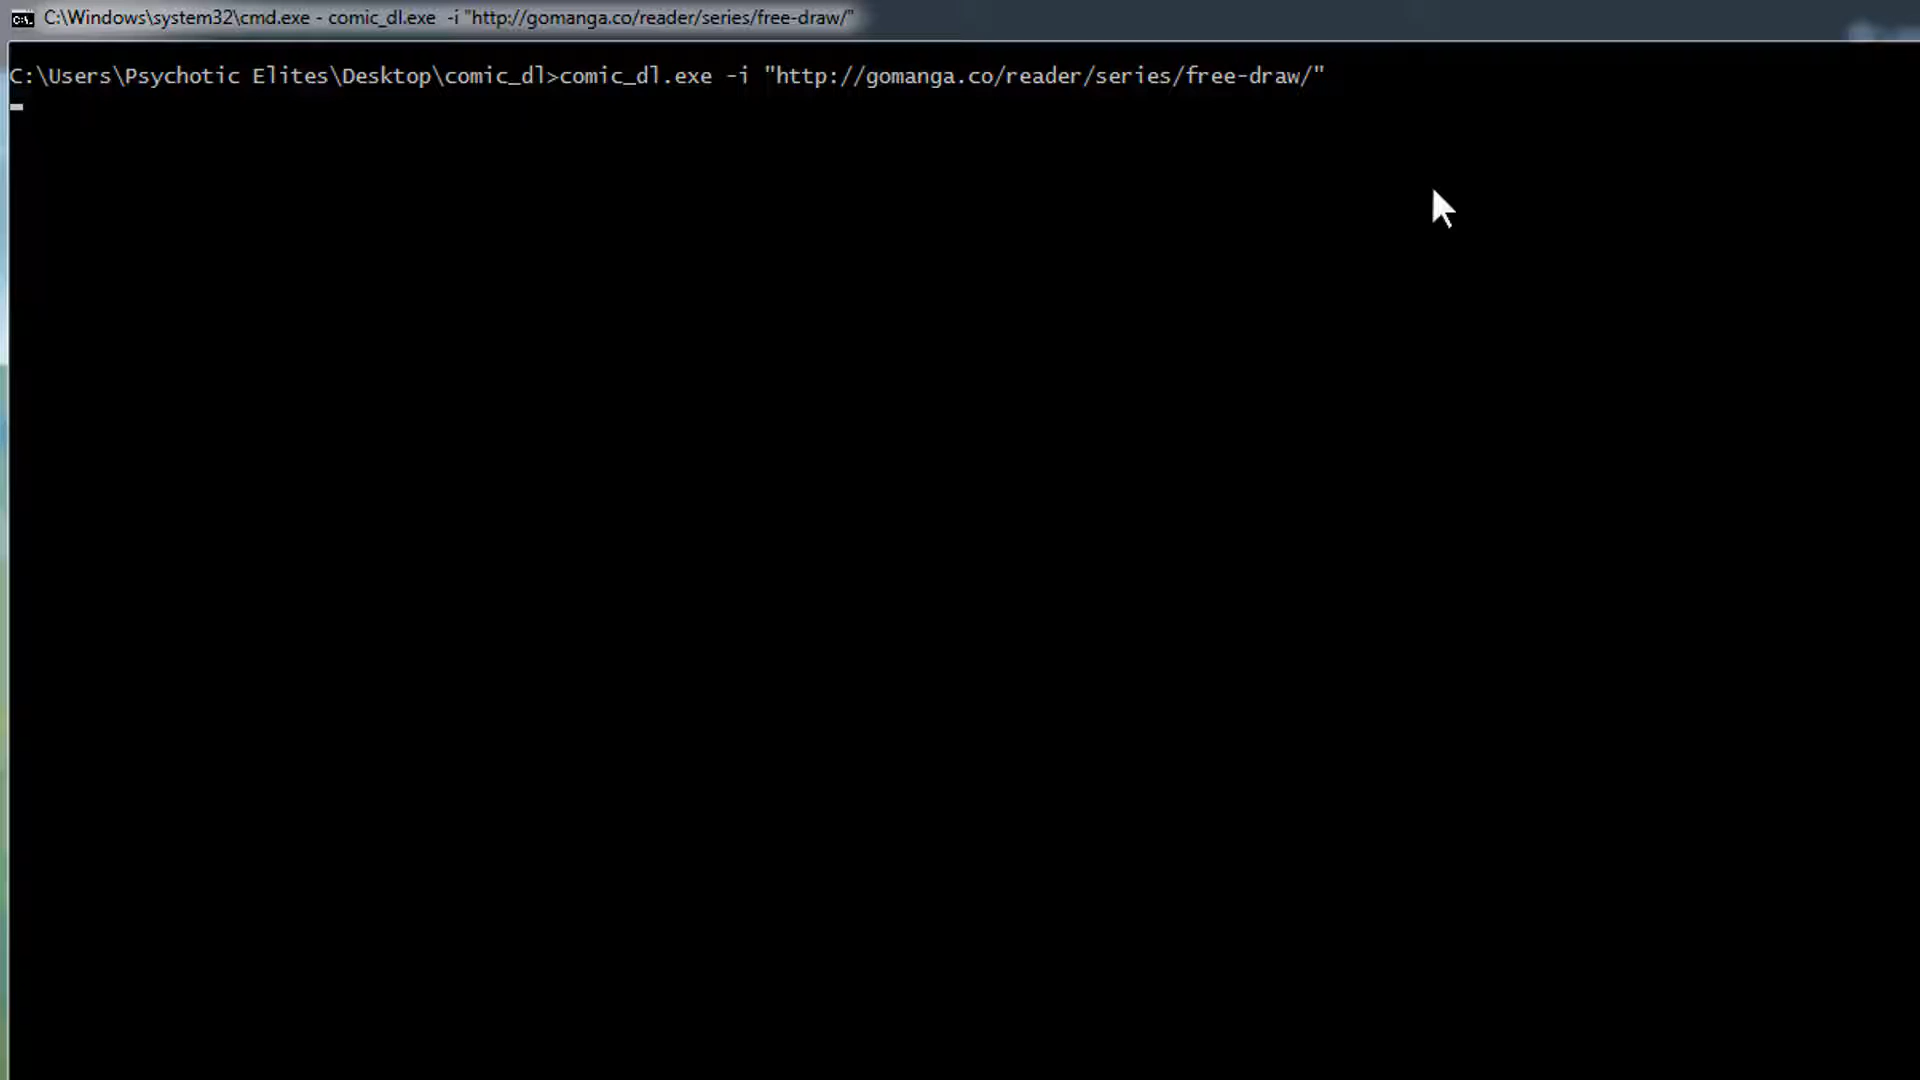 C:\Windows\system32\cmd.exe - comic_dl.exe  -i "http://gomanga.co/reader/series/free-draw/"
C:\Users\Psychotic Elites\Desktop\comic_dl>comic_dl.exe -i "http://gomanga.co/reader/series/free-draw/"